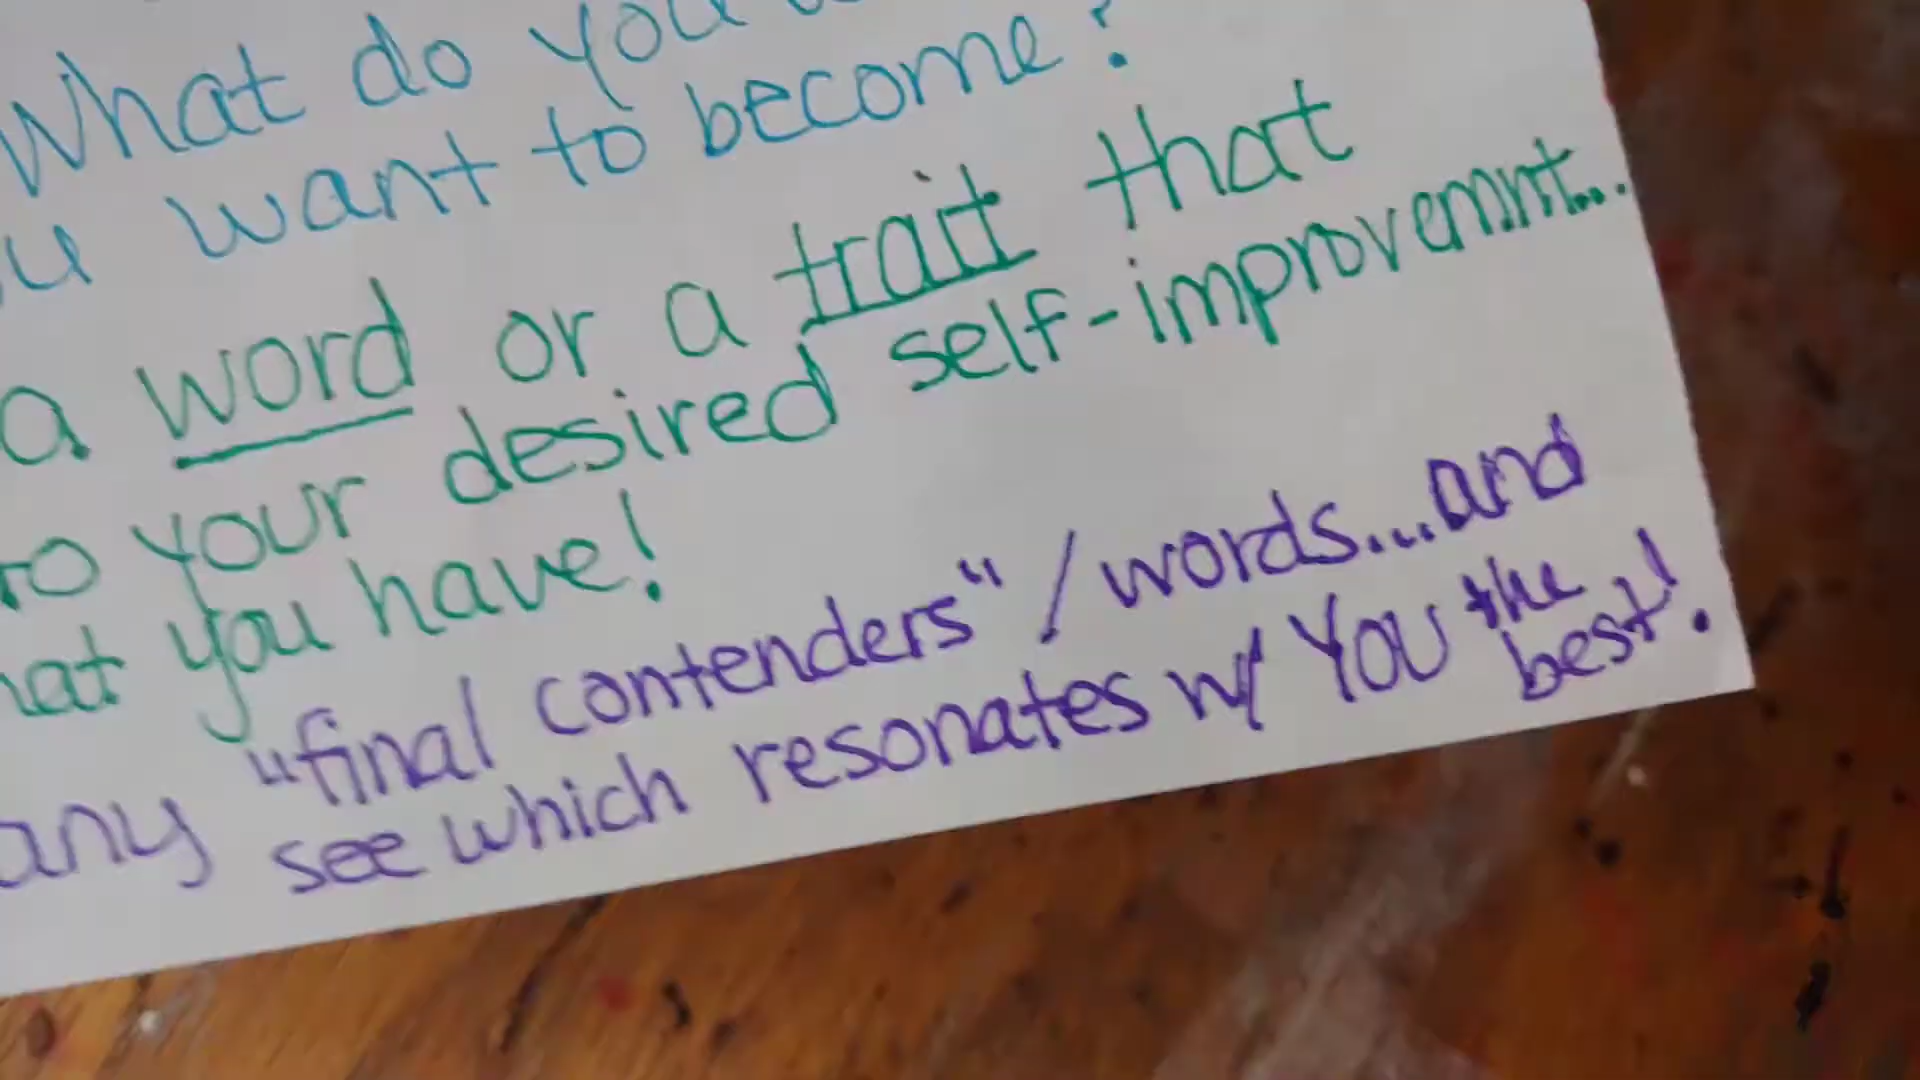 What do you
want to become?
a word or a trait that
your desired self-improvemnt...
you have!
any "final contenders" / words...and
see which resonates w/ YOU the
best!